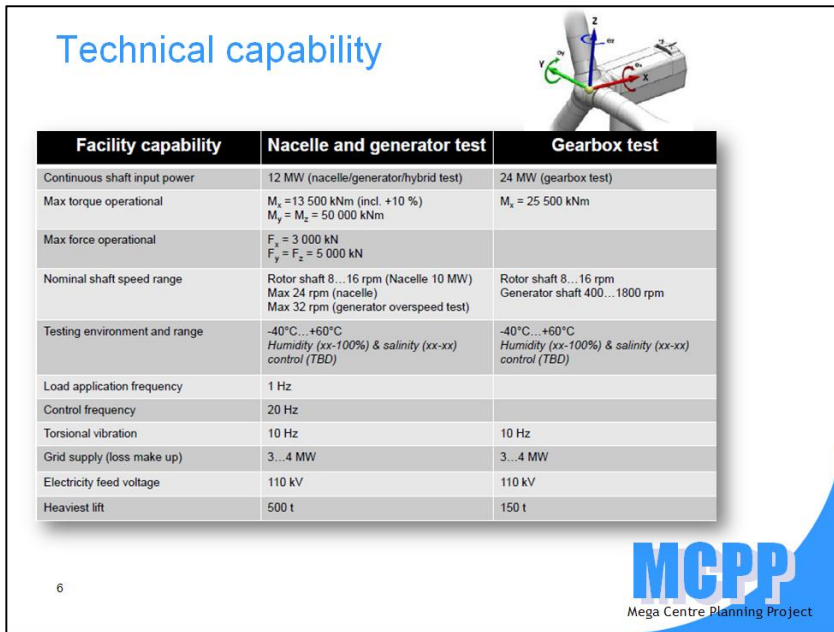 Technical capability
Z
Y
X
Facility capability Nacelle and generator test Gearbox test
Continuous shaft input power 12 MW (nacelle/generator/hybrid test) 24 MW (gearbox test)
Max torque operational Mx =13 500 kNm (incl. +10 %) Mx = 25 500 kNm
My = Mz = 50 000 kNm
Max force operational Fx = 3 000 kN
Fy = Fz = 5 000 kN
Nominal shaft speed range Rotor shaft 8…16 rpm (Nacelle 10 MW) Rotor shaft 8…16 rpm
Max 24 rpm (nacelle) Generator shaft 400…1800 rpm
Max 32 rpm (generator overspeed test)
Testing environment and range -40°C…+60°C -40°C…+60°C
Humidity (xx-100%) & salinity (xx-xx) Humidity (xx-100%) & salinity (xx-xx)
control (TBD) control (TBD)
Load application frequency 1 Hz
Control frequency 20 Hz
Torsional vibration 10 Hz 10 Hz
Grid supply (loss make up) 3…4 MW 3…4 MW
Electricity feed voltage 110 kV 110 kV
Heaviest lift 500 t 150 t
6
MCPP
Mega Centre Planning Project